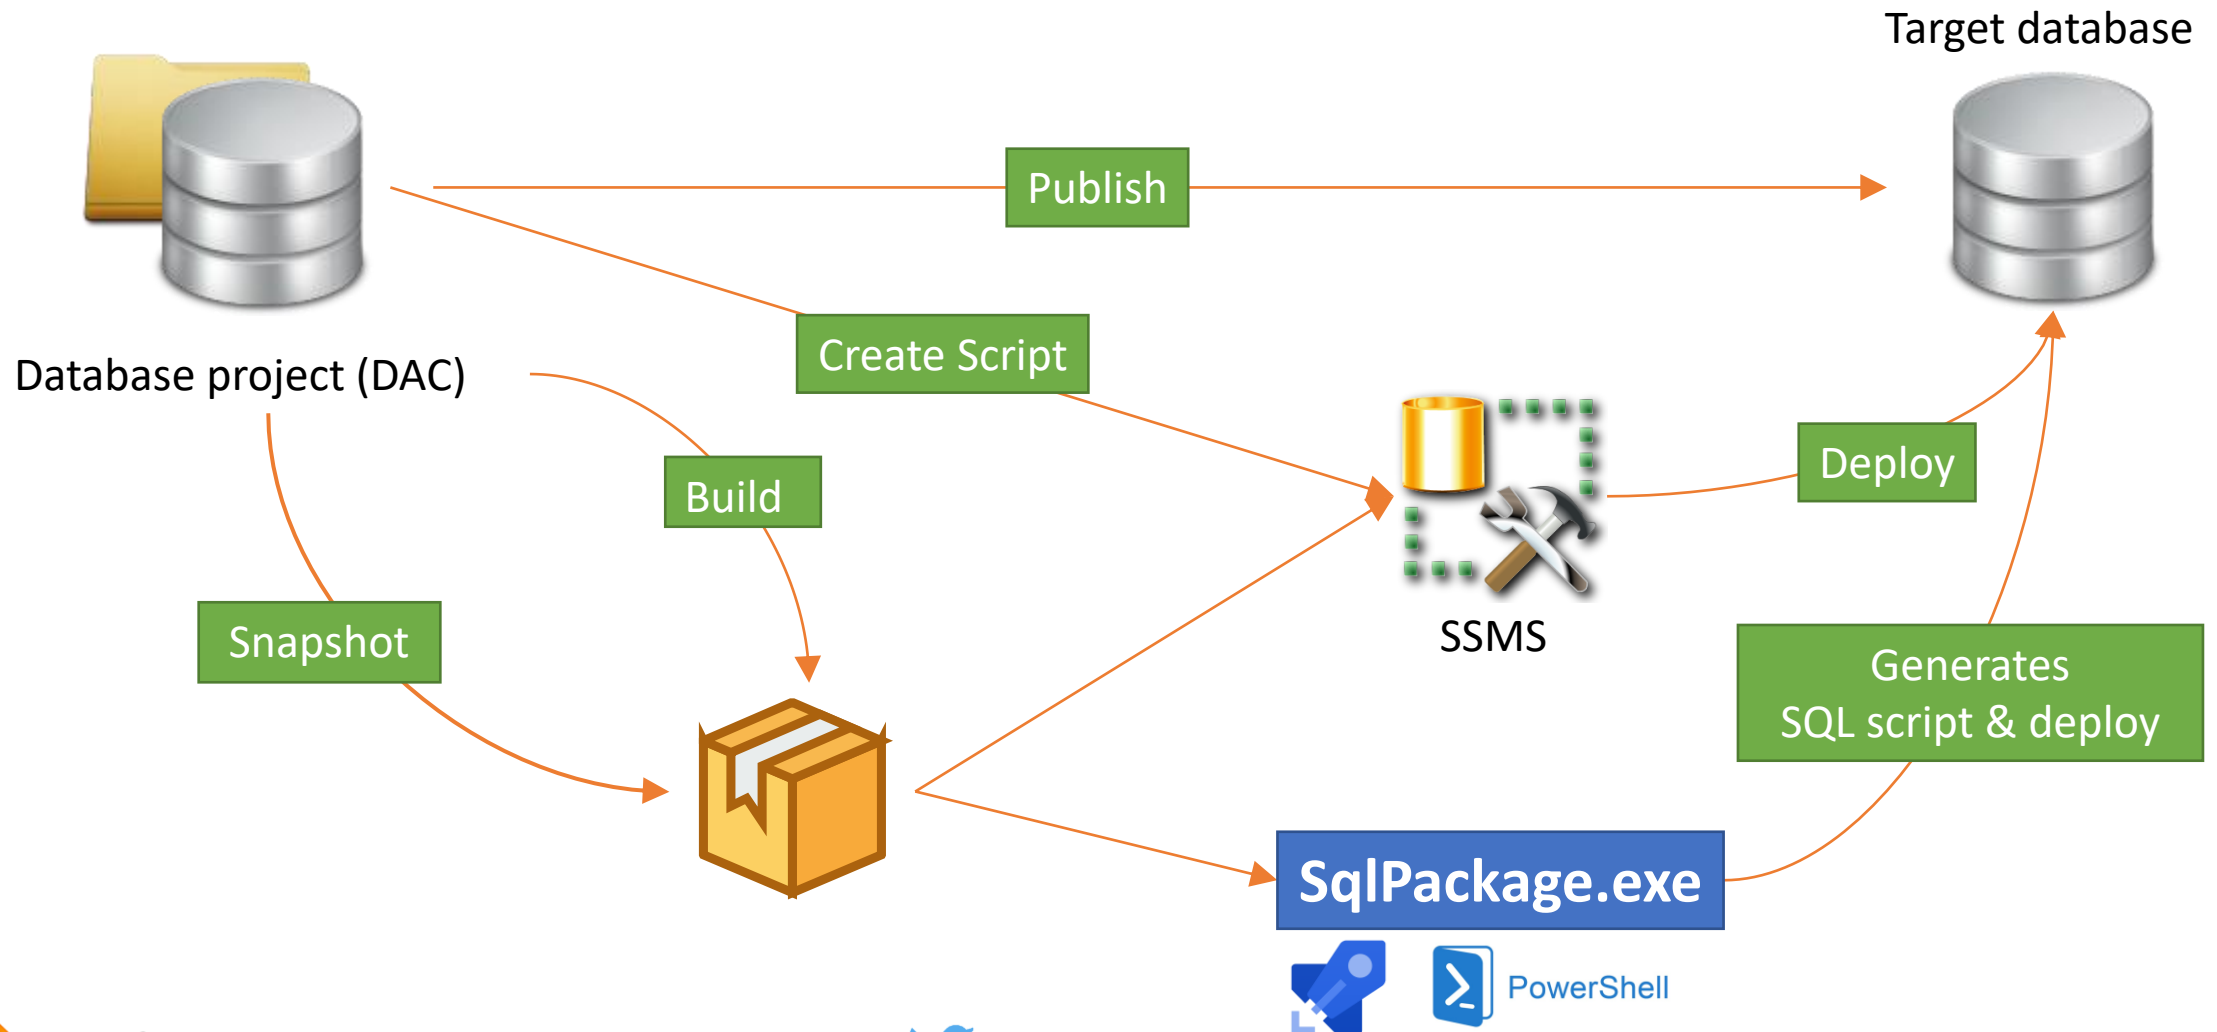 Target database
Publish
Create Script
Database project (DAC)
Deploy
Build
Snapshot
SSMS
Generates
SQL script & deploy
SqlPackage.exe
PowerShell